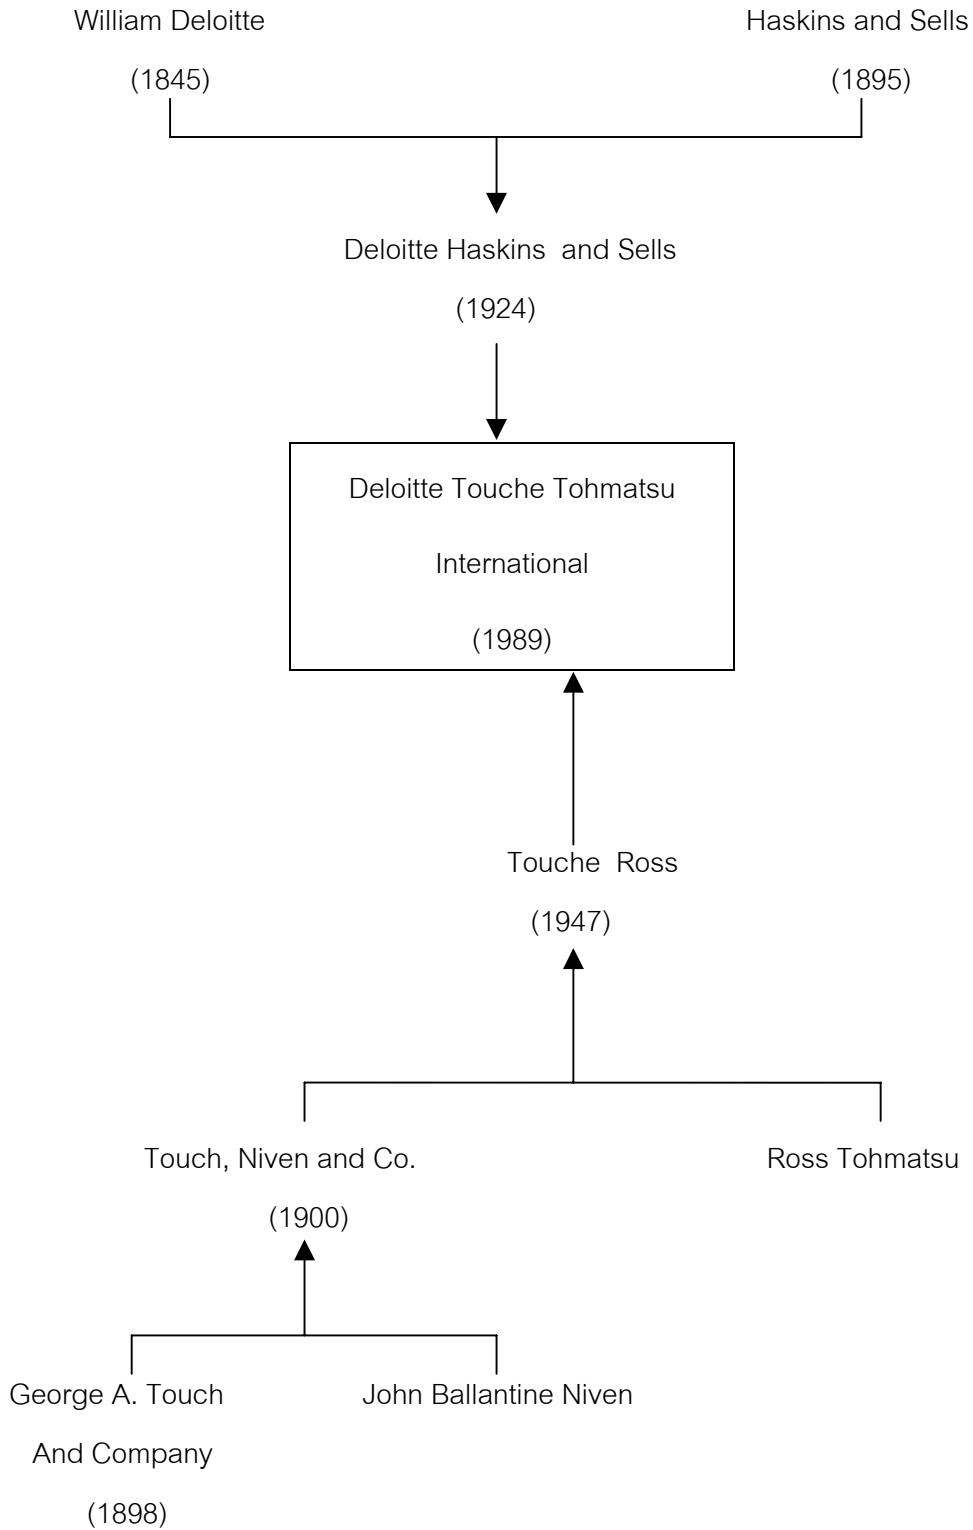 William Deloitte
Haskins and Sells
(1845)
(1895)
Deloitte Haskins  and Sells
(1924)
Deloitte Touche Tohmatsu
International
(1989)
Touche  Ross
(1947)
Touch, Niven and Co.
Ross Tohmatsu
(1900)
George A. Touch
John Ballantine Niven
And Company
(1898)